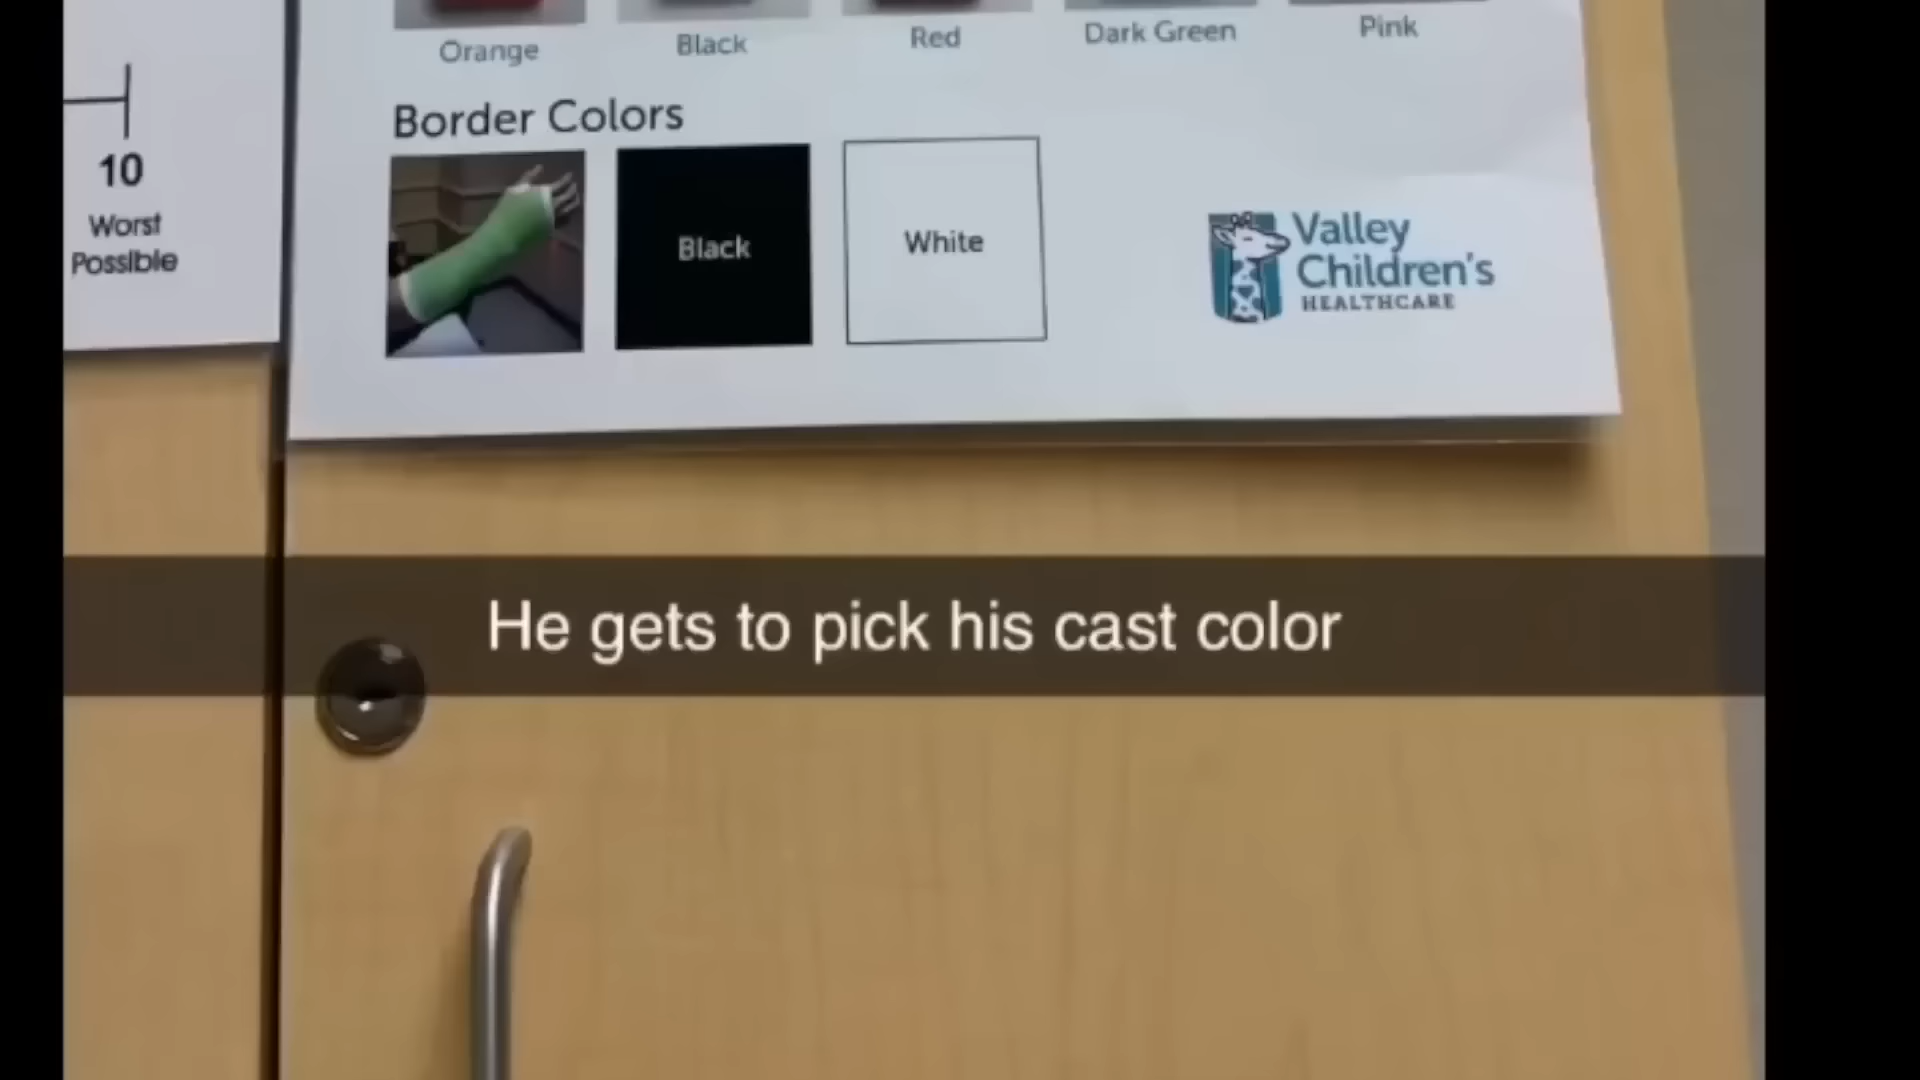 Orange
Black
Red
Dark Green
Pink
Border Colors
10
Worst
Possible
Black
White
Valley
Children's
HEALTHCARE
He gets to pick his cast color